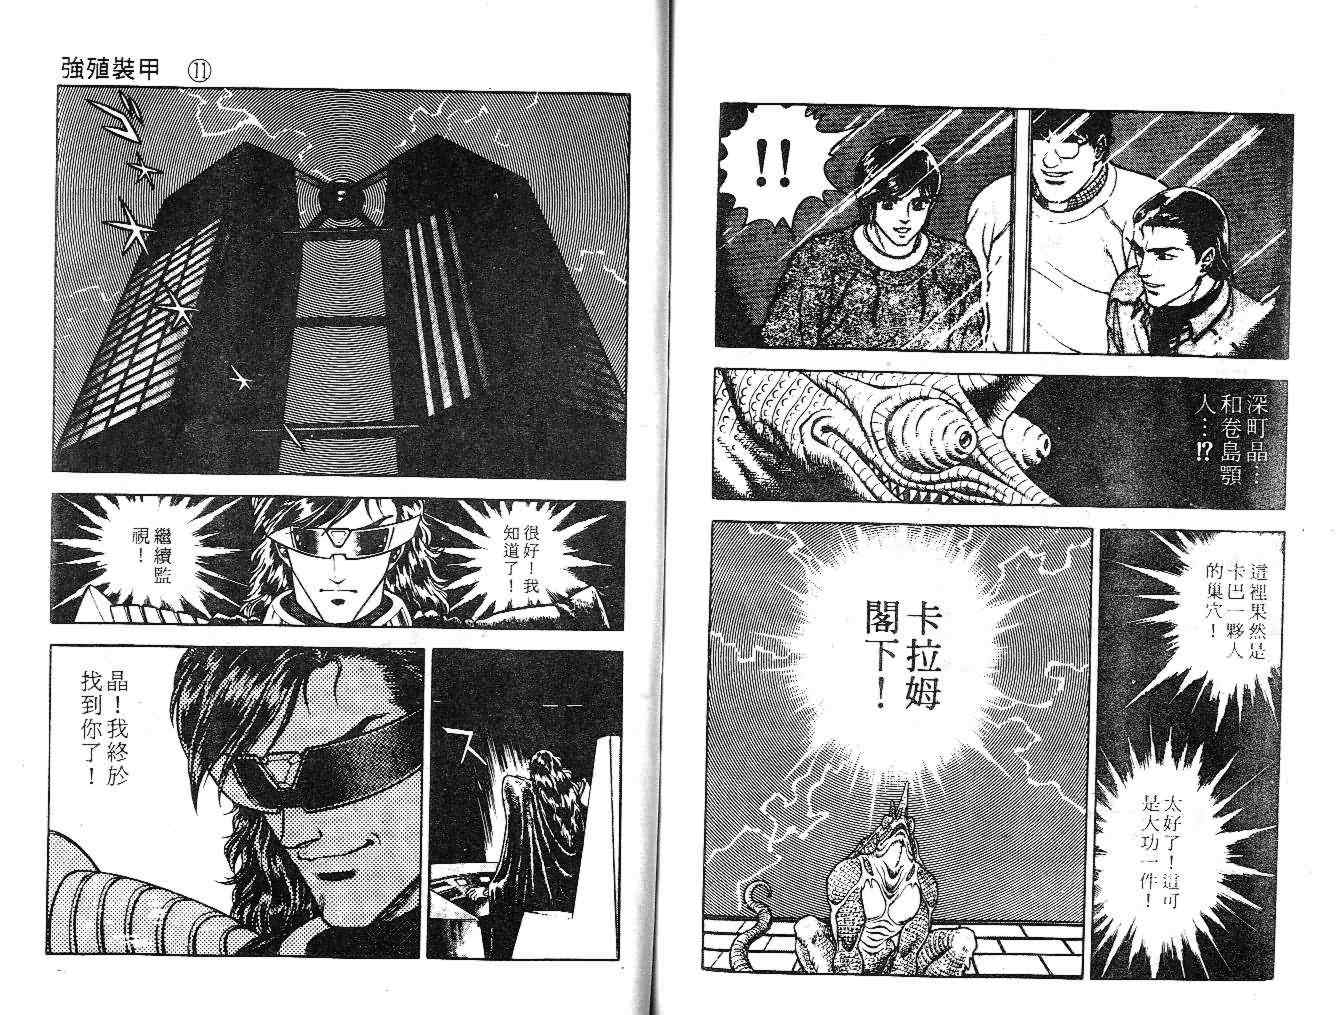 強殖裝甲 ⑪
!!
深町晶…
和卷島顎
人…!?
這裡果然是
卡巴一夥人
的巢穴！
太好了！這可
是大功一件！
卡拉姆
閣下！
很好！我
知道了！
繼續監
視！
晶！我終於
找到你了！